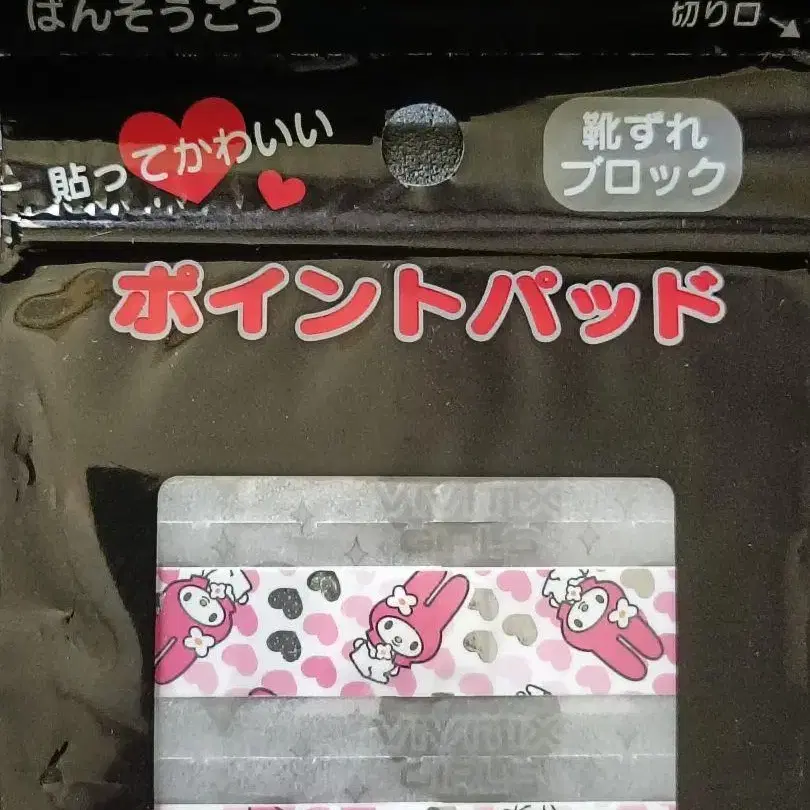 ばんそうこう
切り口
貼ってかわいい
靴ずれ
ブロック
ポイントパッド
GIRLS